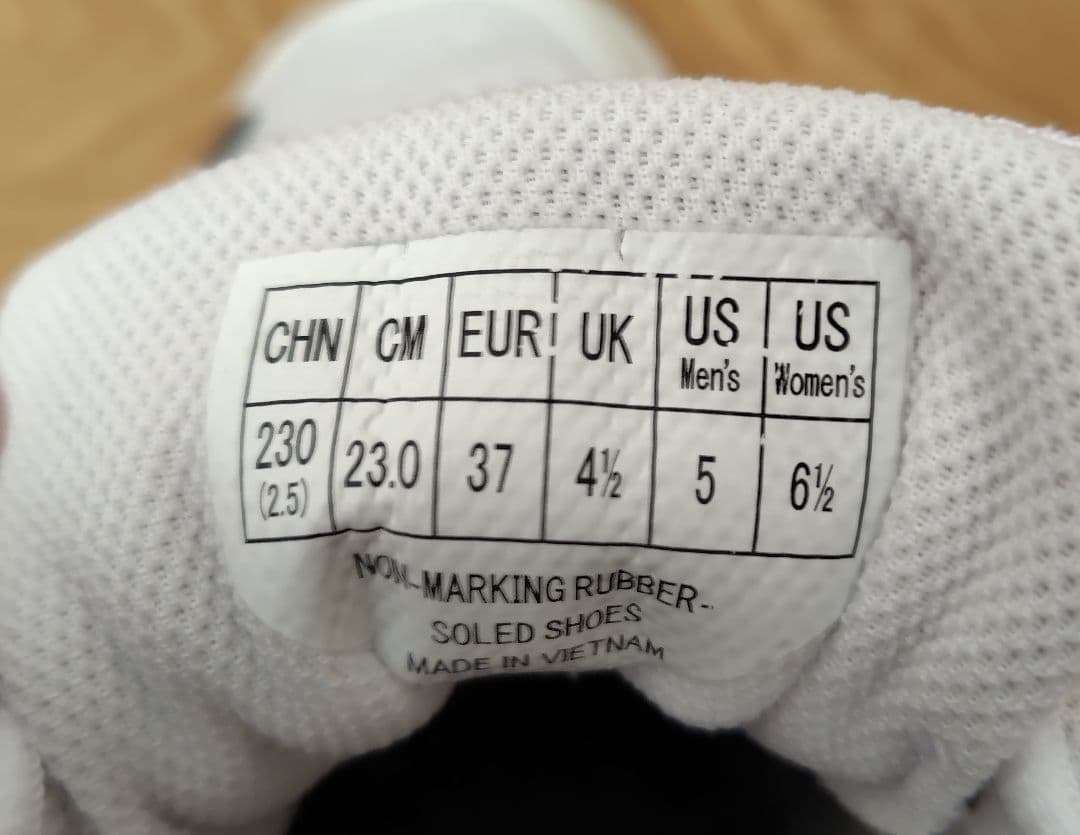 CHN CM EUR UK US Men's US Women's
230 (2.5) 23.0 37 4½ 5 6½
NON-MARKING RUBBER-
SOLED SHOES
MADE IN VIETNAM